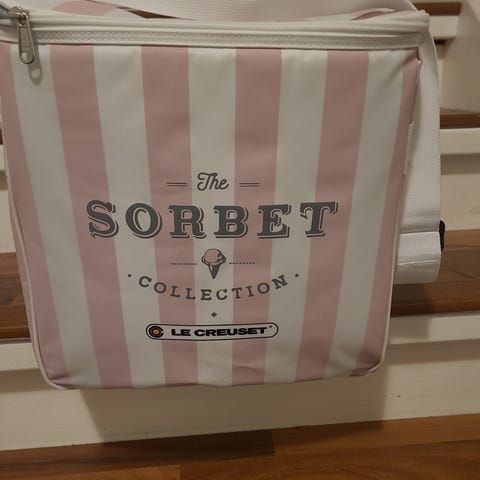 The
SORBET
COLLECTION
LE CREUSET®